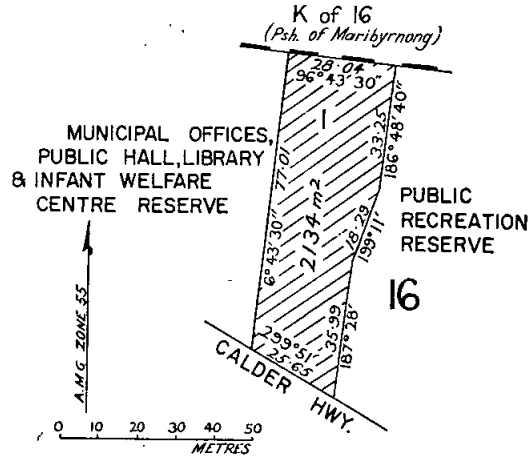 K of 16
(Psh. of Maribyrnong)
28·04
96° 43' 30"
1
33·25
186° 48' 40"
MUNICIPAL OFFICES,
PUBLIC HALL, LIBRARY
& INFANT WELFARE
CENTRE RESERVE
77·01
6° 43' 30"
2134 m²
18·29
199° 11'
PUBLIC
RECREATION
RESERVE
16
35·99
187° 28'
299° 51'
25·65
CALDER HWY.
A.M.G ZONE 55
0 10 20 30 40 50
METRES